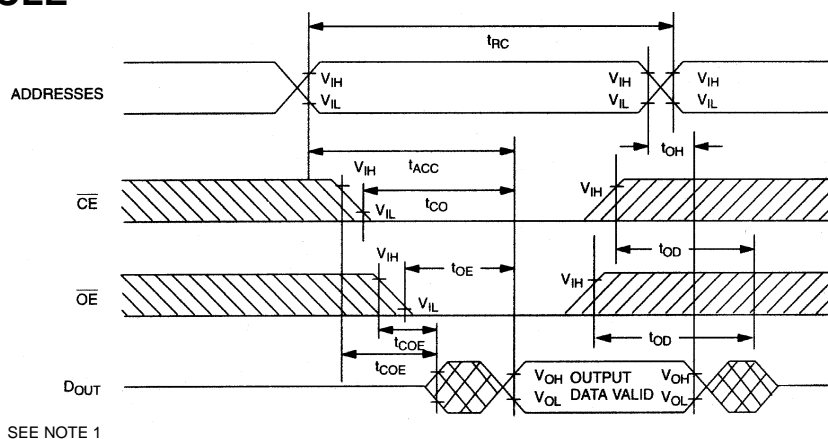 tRC
VIH VIH VIH
ADDRESSES
VIL VIL VIL
tOH
tACC
VIH VIH
CE
VIL tCO
tOE tOD
VIH VIH
OE
VIL
tCOE tOD
tCOE
VOH OUTPUT VOH
DOUT
VOL DATA VALID VOL
SEE NOTE 1